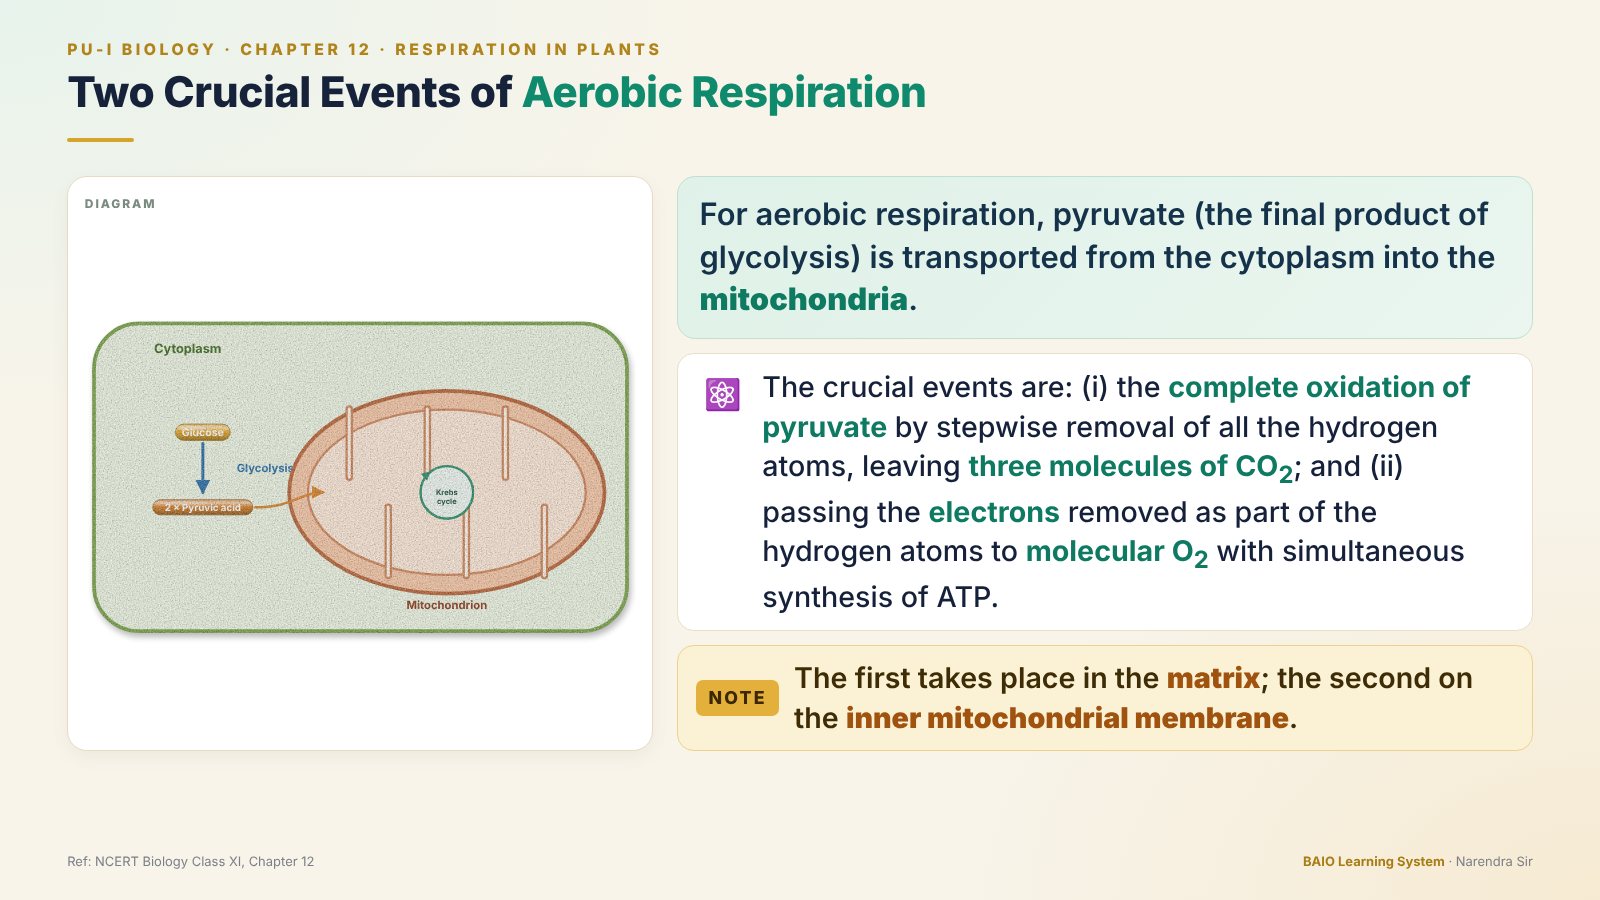 PU-I BIOLOGY · CHAPTER 12 · RESPIRATION IN PLANTS
Two Crucial Events of Aerobic Respiration
DIAGRAM
Cytoplasm
Glucose
Glycolysis
2 × Pyruvic acid
Krebs
cycle
Mitochondrion
For aerobic respiration, pyruvate (the final product of
glycolysis) is transported from the cytoplasm into the
mitochondria.
The crucial events are: (i) the complete oxidation of
pyruvate by stepwise removal of all the hydrogen
atoms, leaving three molecules of CO₂; and (ii)
passing the electrons removed as part of the
hydrogen atoms to molecular O₂ with simultaneous
synthesis of ATP.
NOTE
The first takes place in the matrix; the second on
the inner mitochondrial membrane.
Ref: NCERT Biology Class XI, Chapter 12
BAIO Learning System · Narendra Sir